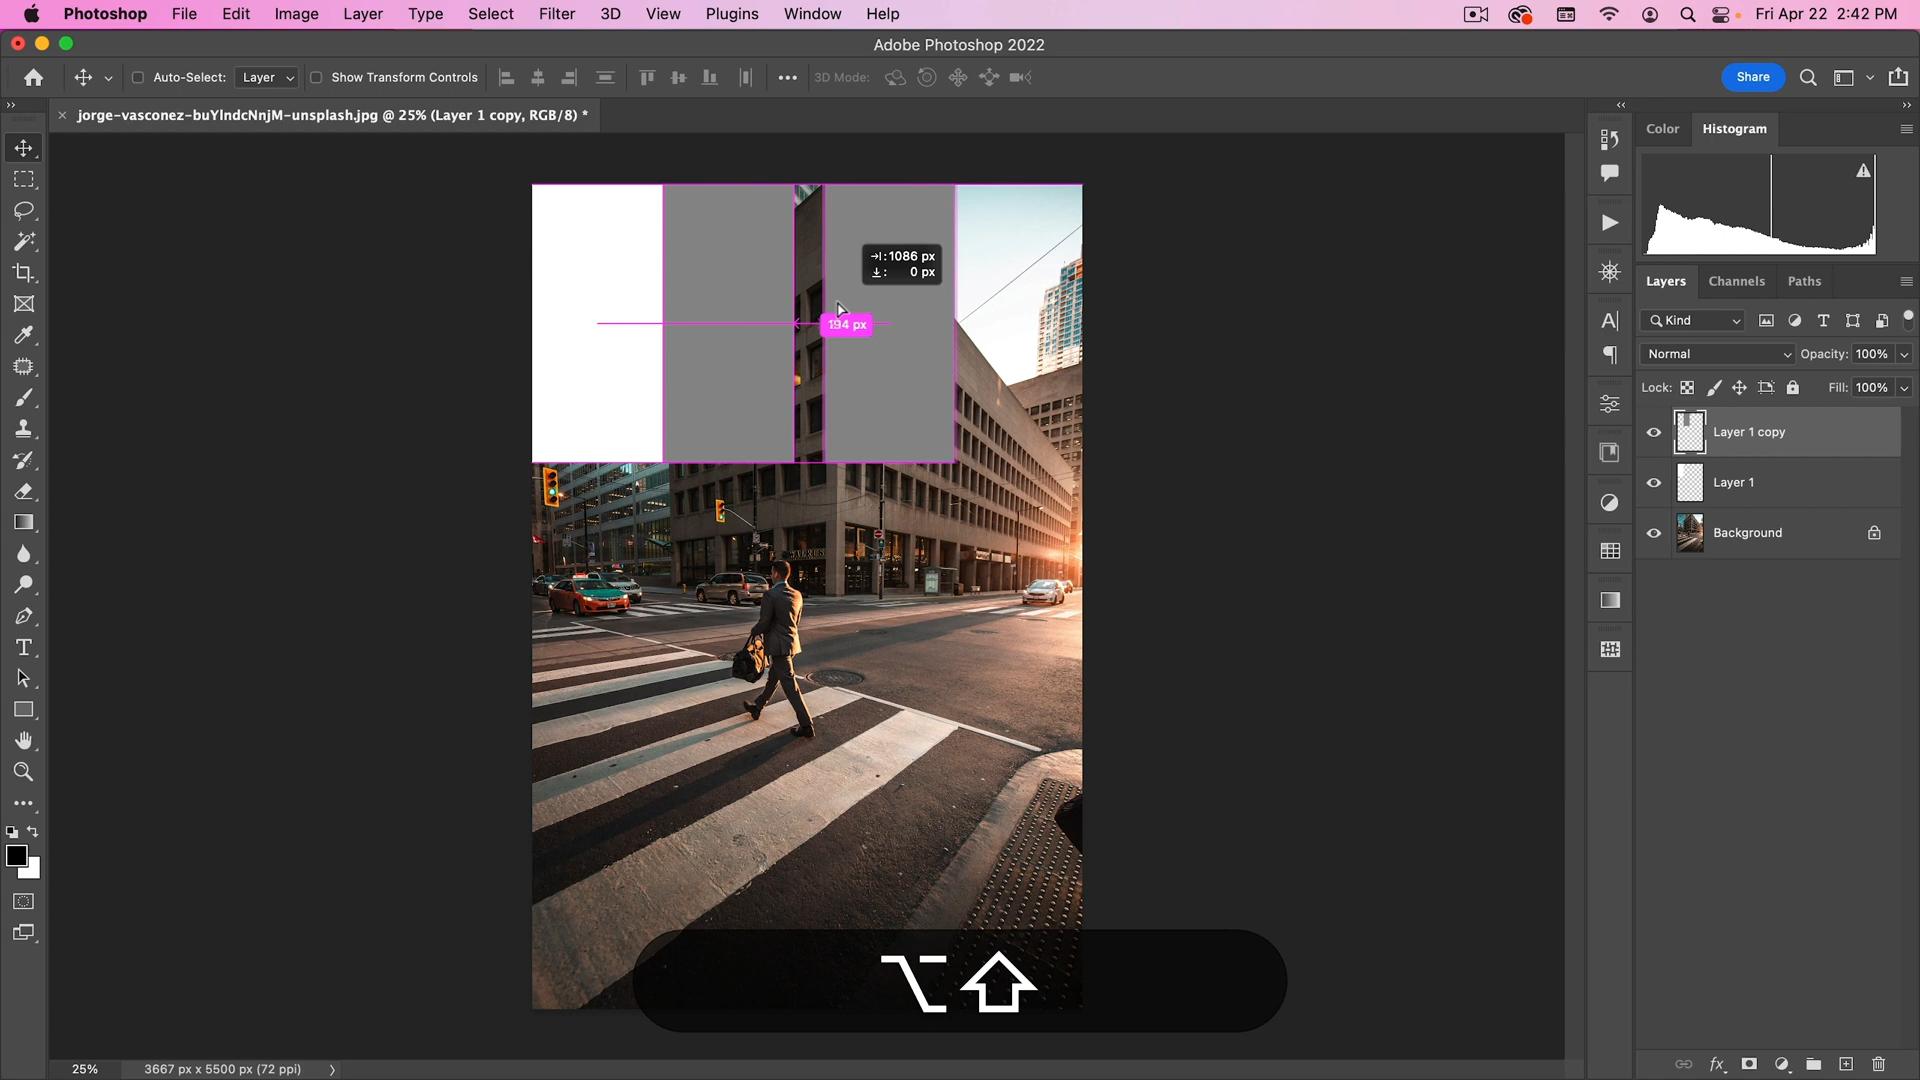 Photoshop File Edit Image Layer Type Select Filter 3D View Plugins Window Help Fri Apr 22 2:42 PM
Adobe Photoshop 2022
Auto-Select: Layer Show Transform Controls ••• 3D Mode: Share
jorge-vasconez-buYIndcNnjM-unsplash.jpg @ 25% (Layer 1 copy, RGB/8) *
Color Histogram
1086 px
0 px
194 px
Layers Channels Paths
Kind
Normal Opacity: 100%
Lock: Fill: 100%
Layer 1 copy
Layer 1
Background
⌥⇧
25% 3667 px x 5500 px (72 ppi)